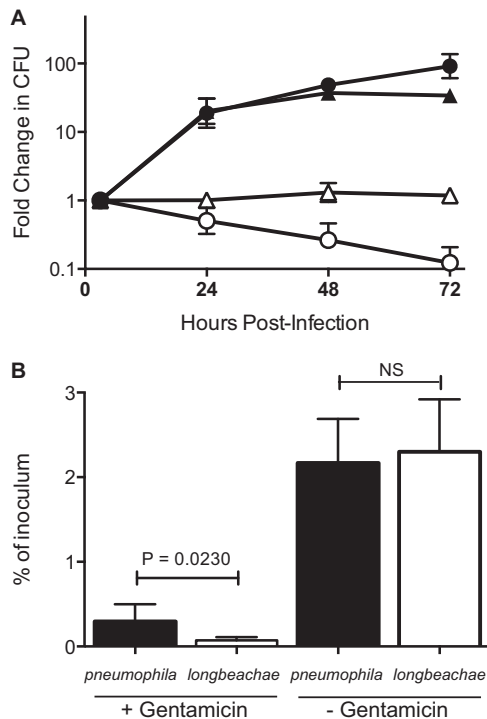 A
Fold Change in CFU
100
10
1
0.1
0 24 48 72
Hours Post-Infection
B
% of inoculum
3
2
1
0
NS
P = 0.0230
pneumophila longbeachae pneumophila longbeachae
+ Gentamicin - Gentamicin